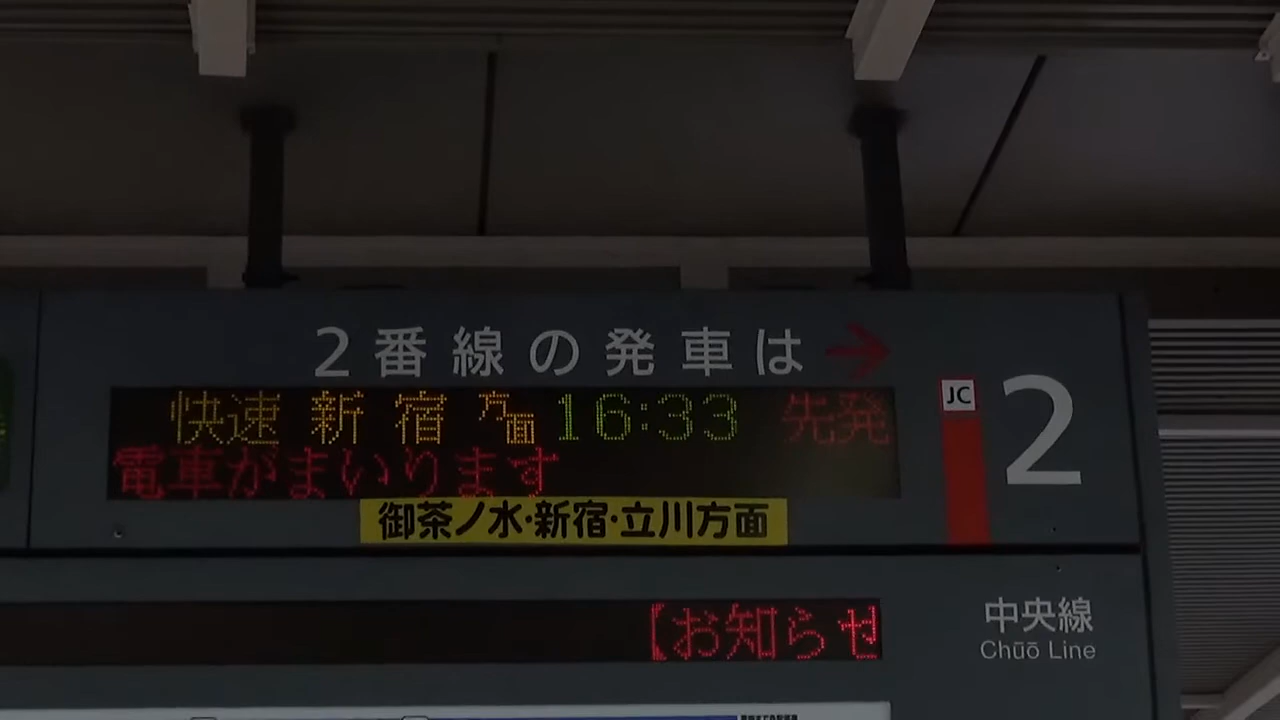 2番線の発車は→
JC
2
快速 新宿方面 16:33 先発
電車がまいります
御茶ノ水・新宿・立川方面
【お知らせ
中央線
Chūō Line